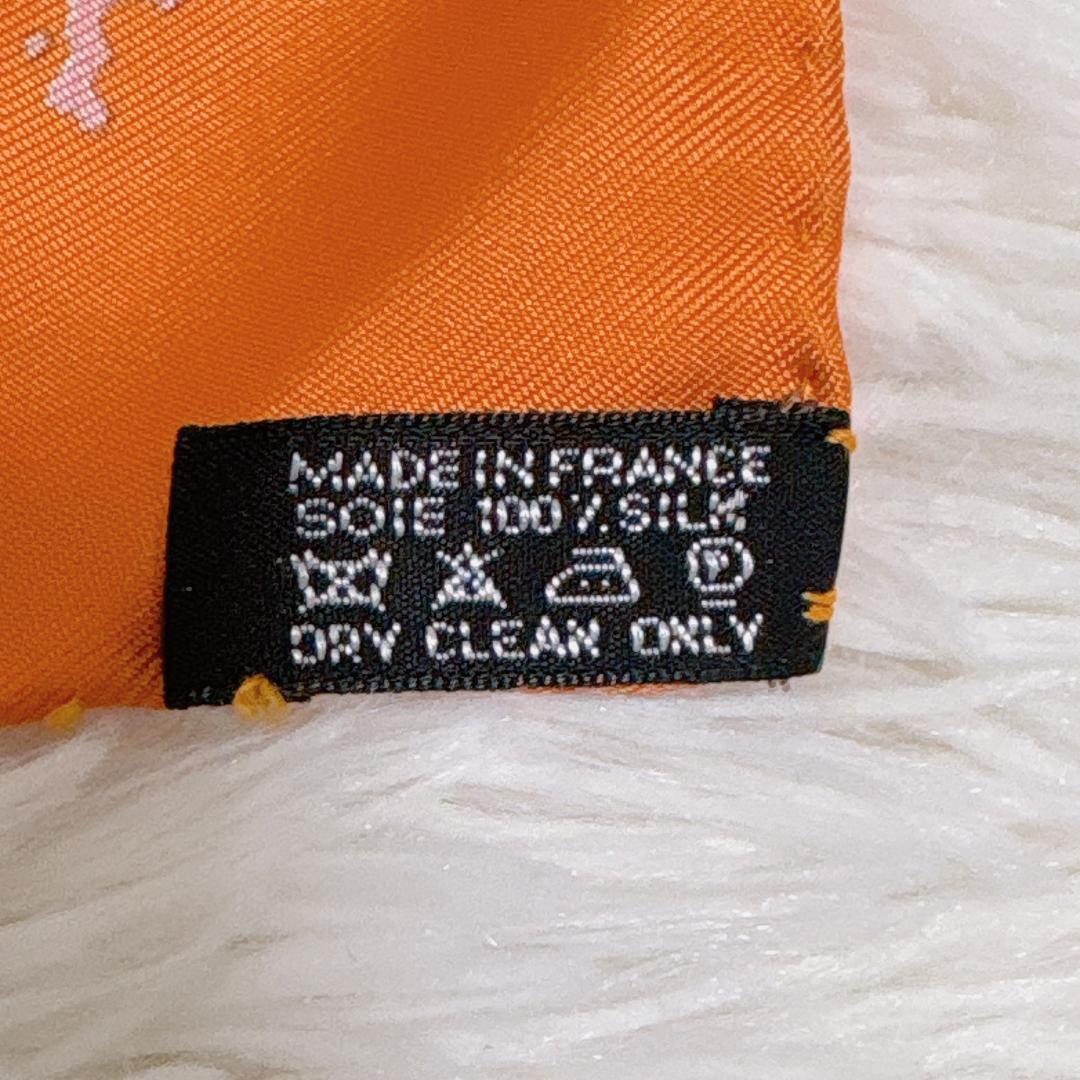 MADE IN FRANCE
SOIE 100% SILK
P
DRY CLEAN ONLY